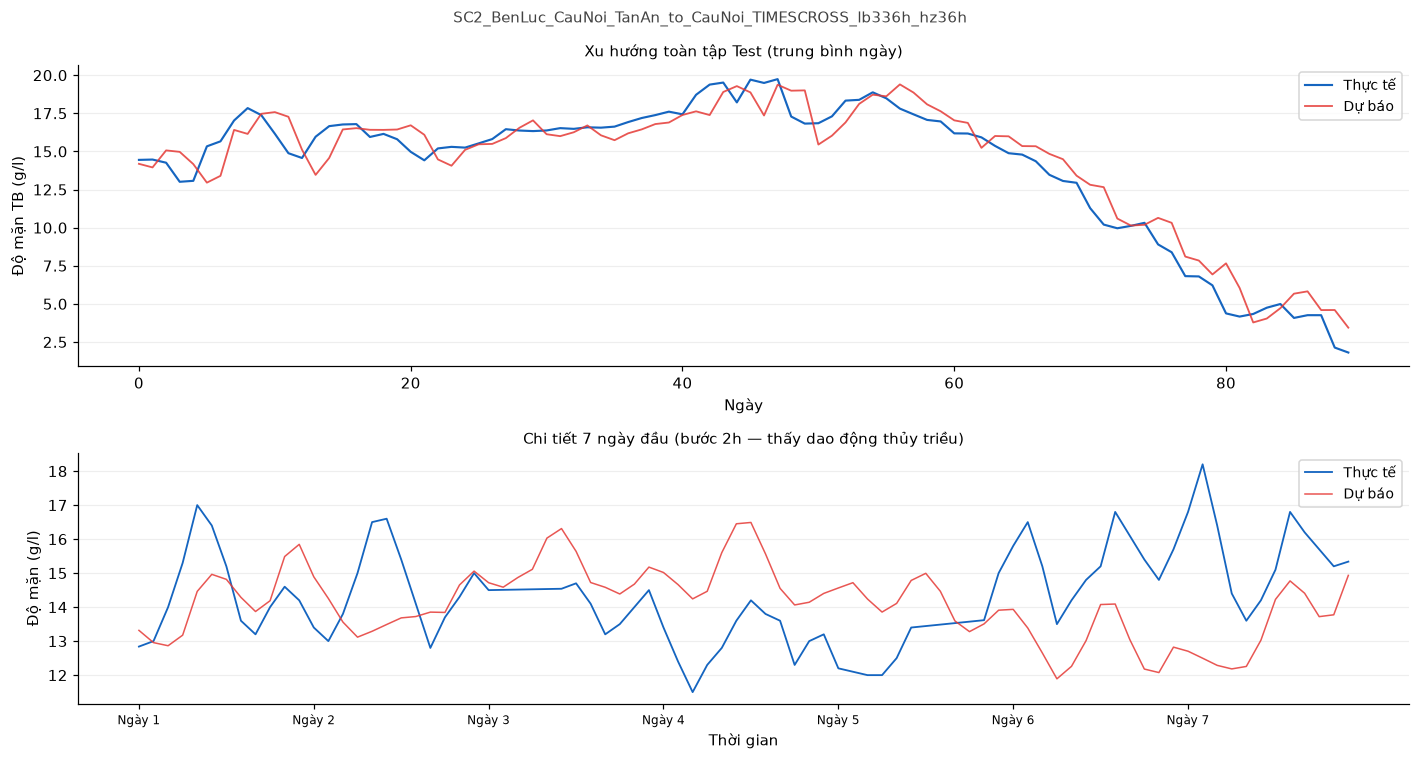 SC2_BenLuc_CauNoi_TanAn_to_CauNoi_TIMESCROSS_lb336h_hz36h
Xu hướng toàn tập Test (trung bình ngày)
Độ mặn TB (g/l)
20.0
17.5
15.0
12.5
10.0
7.5
5.0
2.5
Thực tế
Dự báo
0
20
40
60
80
Ngày
Chi tiết 7 ngày đầu (bước 2h — thấy dao động thủy triều)
Độ mặn (g/l)
18
17
16
15
14
13
12
Thực tế
Dự báo
Ngày 1
Ngày 2
Ngày 3
Ngày 4
Ngày 5
Ngày 6
Ngày 7
Thời gian